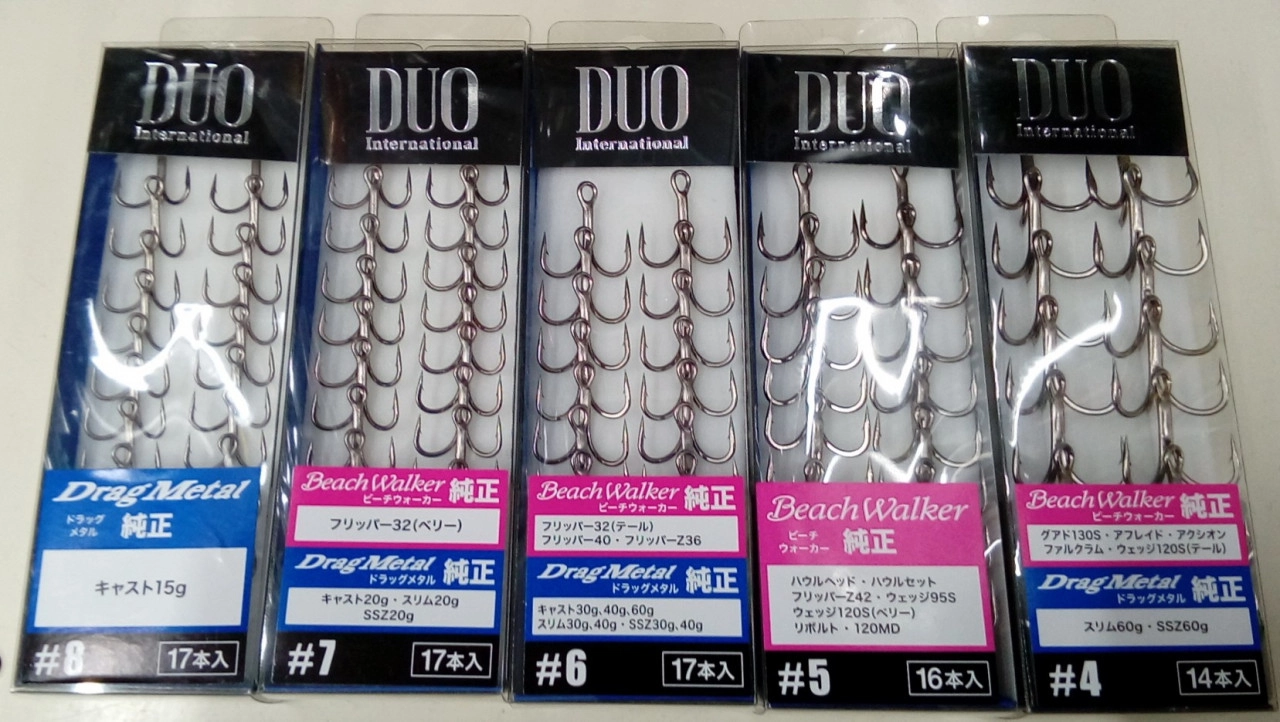 DUO
International
Drag Metal
ドラッグ
メタル 純正
キャスト15g
#8 17本入
DUO
International
Beach Walker 純正
ビーチウォーカー
フリッパー32(ベリー)
Drag Metal 純正
ドラッグメタル
キャスト20g・スリム20g
SSZ20g
#7 17本入
DUO
International
Beach Walker 純正
ビーチウォーカー
フリッパー32(テール)
フリッパー40・フリッパーZ36
Drag Metal 純正
ドラッグメタル
キャスト30g、40g、60g
スリム30g、40g・SSZ30g、40g
#6 17本入
DUO
International
Beach Walker
ビーチ
ウォーカー 純正
ハウルヘッド・ハウルセット
フリッパーZ42・ウェッジ95S
ウェッジ120S(ベリー)
リボルト・120MD
#5 16本入
DUO
International
Beach Walker 純正
ビーチウォーカー
グアド130S・アフレイド・アクシオン
ファルクラム・ウェッジ120S(テール)
Drag Metal 純正
ドラッグメタル
スリム60g・SSZ60g
#4 14本入